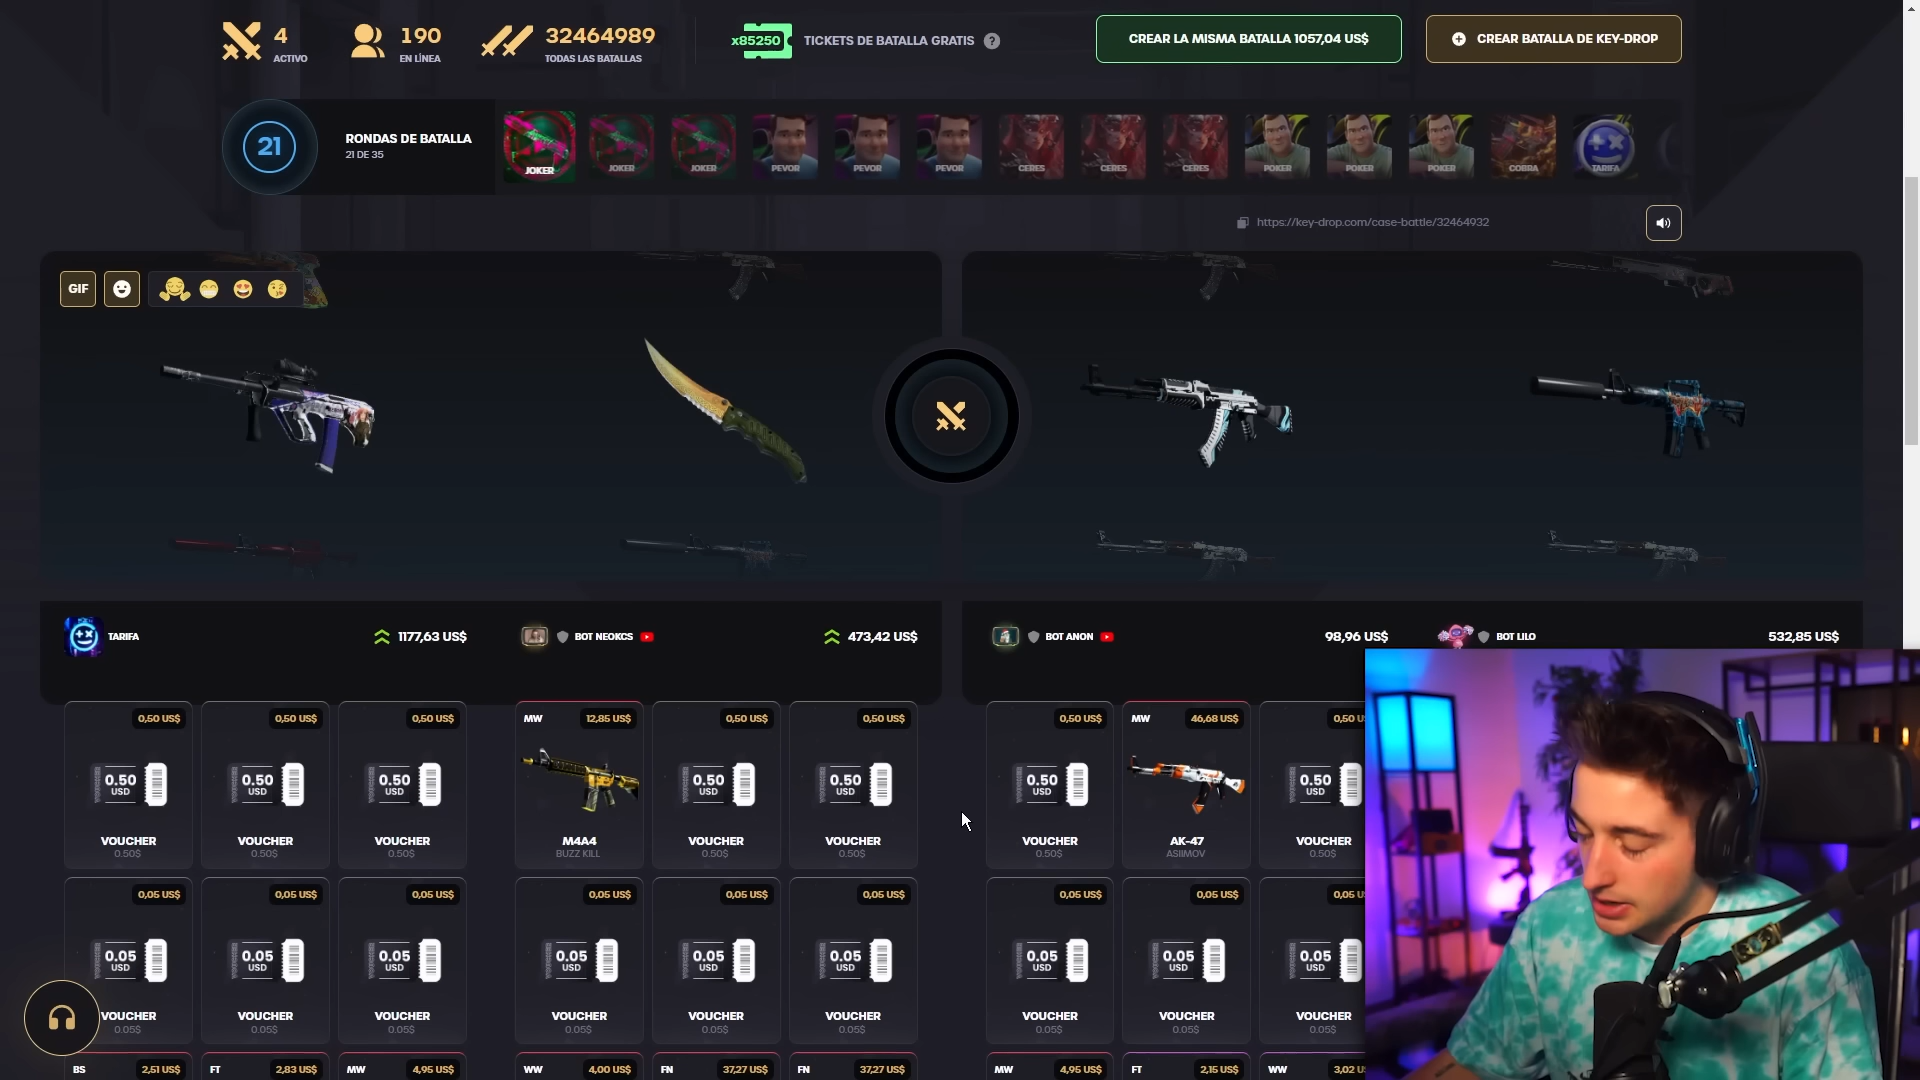 4
ACTIVO
190
EN LÍNEA
32464989
TODAS LAS BATALLAS
x85250
TICKETS DE BATALLA GRATIS
?
CREAR LA MISMA BATALLA 1057,04 US$
CREAR BATALLA DE KEY-DROP
21
RONDAS DE BATALLA
21 DE 35
JOKER
JOKER
JOKER
PEVOR
PEVOR
PEVOR
CERES
CERES
CERES
POKER
POKER
POKER
COBRA
TARIFA
https://key-drop.com/case-battle/32464932
GIF
TARIFA
1177,63 US$
BOT NEOKCS
473,42 US$
BOT ANON
98,96 US$
BOT LILO
532,85 US$
0,50 US$
0,50 US$
0,50 US$
MW 12,85 US$
0,50 US$
0,50 US$
0,50 US$
MW 46,68 US$
0,50 U
0.50 USD
0.50 USD
0.50 USD
0.50 USD
0.50 USD
0.50 USD
0.50 USD
VOUCHER
0.50$
VOUCHER
0.50$
VOUCHER
0.50$
M4A4
BUZZ KILL
VOUCHER
0.50$
VOUCHER
0.50$
VOUCHER
0.50$
AK-47
ASIIMOV
VOUCHER
0.50$
0,05 US$
0,05 US$
0,05 US$
0,05 US$
0,05 US$
0,05 US$
0,05 US$
0,05 US$
0,05 U
0.05 USD
0.05 USD
0.05 USD
0.05 USD
0.05 USD
0.05 USD
0.05 USD
0.05 USD
0.05 USD
VOUCHER
0.05$
VOUCHER
0.05$
VOUCHER
0.05$
VOUCHER
0.05$
VOUCHER
0.05$
VOUCHER
0.05$
VOUCHER
0.05$
VOUCHER
0.05$
VOUCHER
0.05$
BS 2,51 US$
FT 2,83 US$
MW 4,95 US$
WW 4,00 US$
FN 37,27 US$
FN 37,27 US$
MW 4,95 US$
FT 2,15 US$
WW 3,02 U